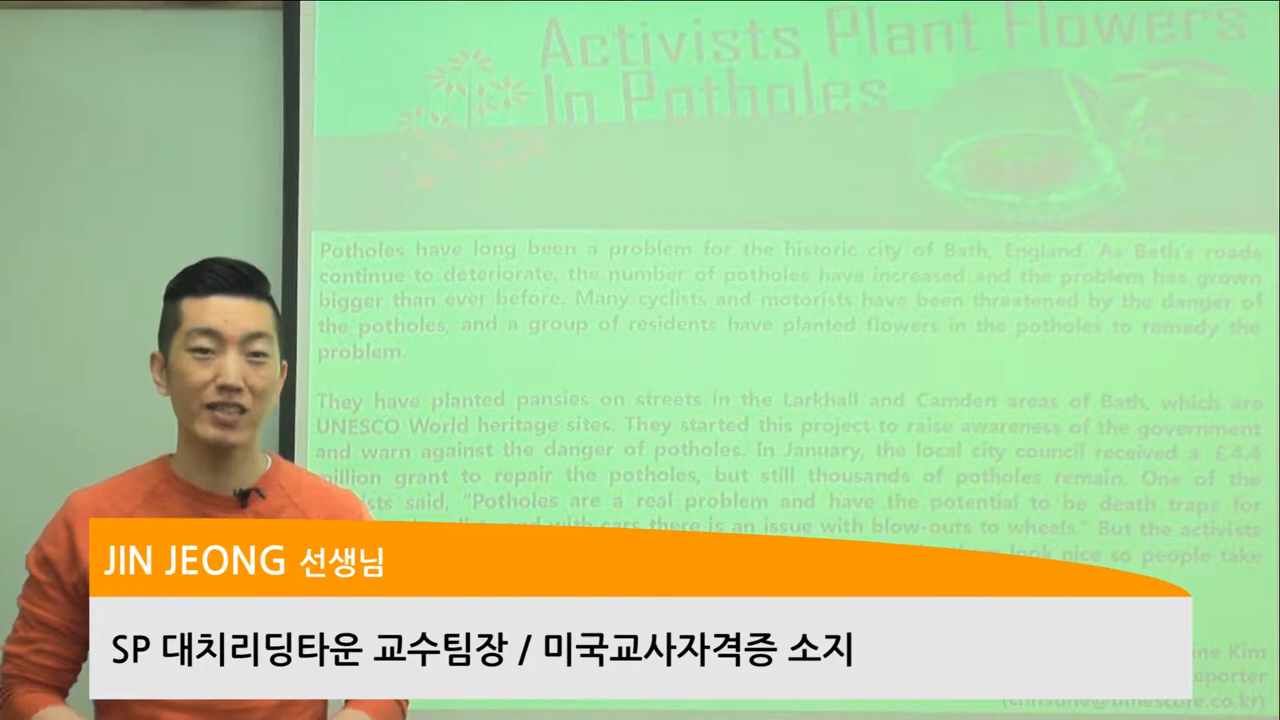 Activists Plant Flowers
In Potholes
Potholes have long been a problem for the historic city of Bath, England. As Bath's roads
continue to deteriorate, the number of potholes have increased and the problem has grown
bigger than ever before. Many cyclists and motorists have been threatened by the danger of
the potholes, and a group of residents have planted flowers in the potholes to remedy the
problem.
They have planted pansies on streets in the Larkhall and Camden areas of Bath, which are
UNESCO World heritage sites. They started this project to raise awareness of the government
and warn against the danger of potholes. In January, the local city council received a £4.4
million grant to repair the potholes, but still thousands of potholes remain. One of the
sts said, "Potholes are a real problem and have the potential to be death traps for
and with cars there is an issue with blow-outs to wheels." But the activists
look nice so people take
JIN JEONG 선생님
SP 대치리딩타운 교수팀장 / 미국교사자격증 소지
ne Kim
eporter
(christine@timescore.co.kr)